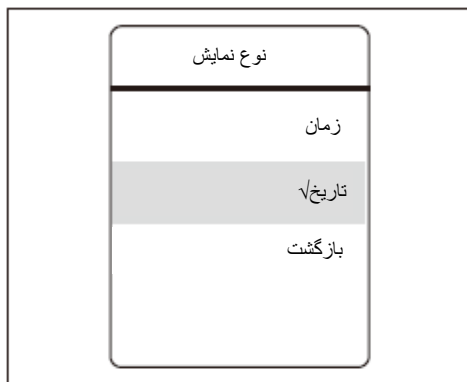 نوع نمایش
زمان
تاریخ√
بازگشت